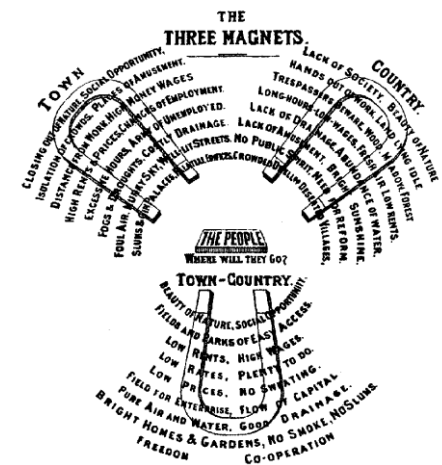 THE
THREE MAGNETS.
TOWN
CLOSING OUT OF NATURE. SOCIAL OPPORTUNITY.
ISOLATION OF CROWDS. PLACES OF AMUSEMENT.
DISTANCE FROM WORK. HIGH MONEY WAGES
HIGH RENTS & PRICES. CHANCES OF EMPLOYMENT.
EXCESSIVE HOURS. ARMY OF UNEMPLOYED.
FOGS & DROUGHTS. COSTLY DRAINAGE.
FOUL AIR. MURKY SKY. WELL-LIT STREETS.
SLUMS & GIN PALACES. PALATIAL EDIFICES.
COUNTRY
LACK OF SOCIETY. BEAUTY OF NATURE
HANDS OUT OF WORK. LAND LYING IDLE
TRESPASSERS BEWARE. WOOD, MEADOW, FOREST
LONG HOURS-LOW WAGES. FRESH AIR. LOW RENTS.
LACK OF DRAINAGE. ABUNDANCE OF WATER.
LACK OF AMUSEMENT. BRIGHT SUNSHINE.
NO PUBLIC SPIRIT. NEED FOR REFORM.
CROWDED DWELLINGS. DESERTED VILLAGES.
THE PEOPLE
WHERE WILL THEY GO?
TOWN-COUNTRY.
BEAUTY OF NATURE, SOCIAL OPPORTUNITY.
FIELDS AND PARKS OF EASY ACCESS.
LOW RENTS, HIGH WAGES.
LOW RATES, PLENTY TO DO.
LOW PRICES, NO SWEATING.
FIELD FOR ENTERPRISE, FLOW OF CAPITAL.
PURE AIR AND WATER, GOOD DRAINAGE.
BRIGHT HOMES & GARDENS, NO SMOKE, NO SLUMS.
FREEDOM CO-OPERATION